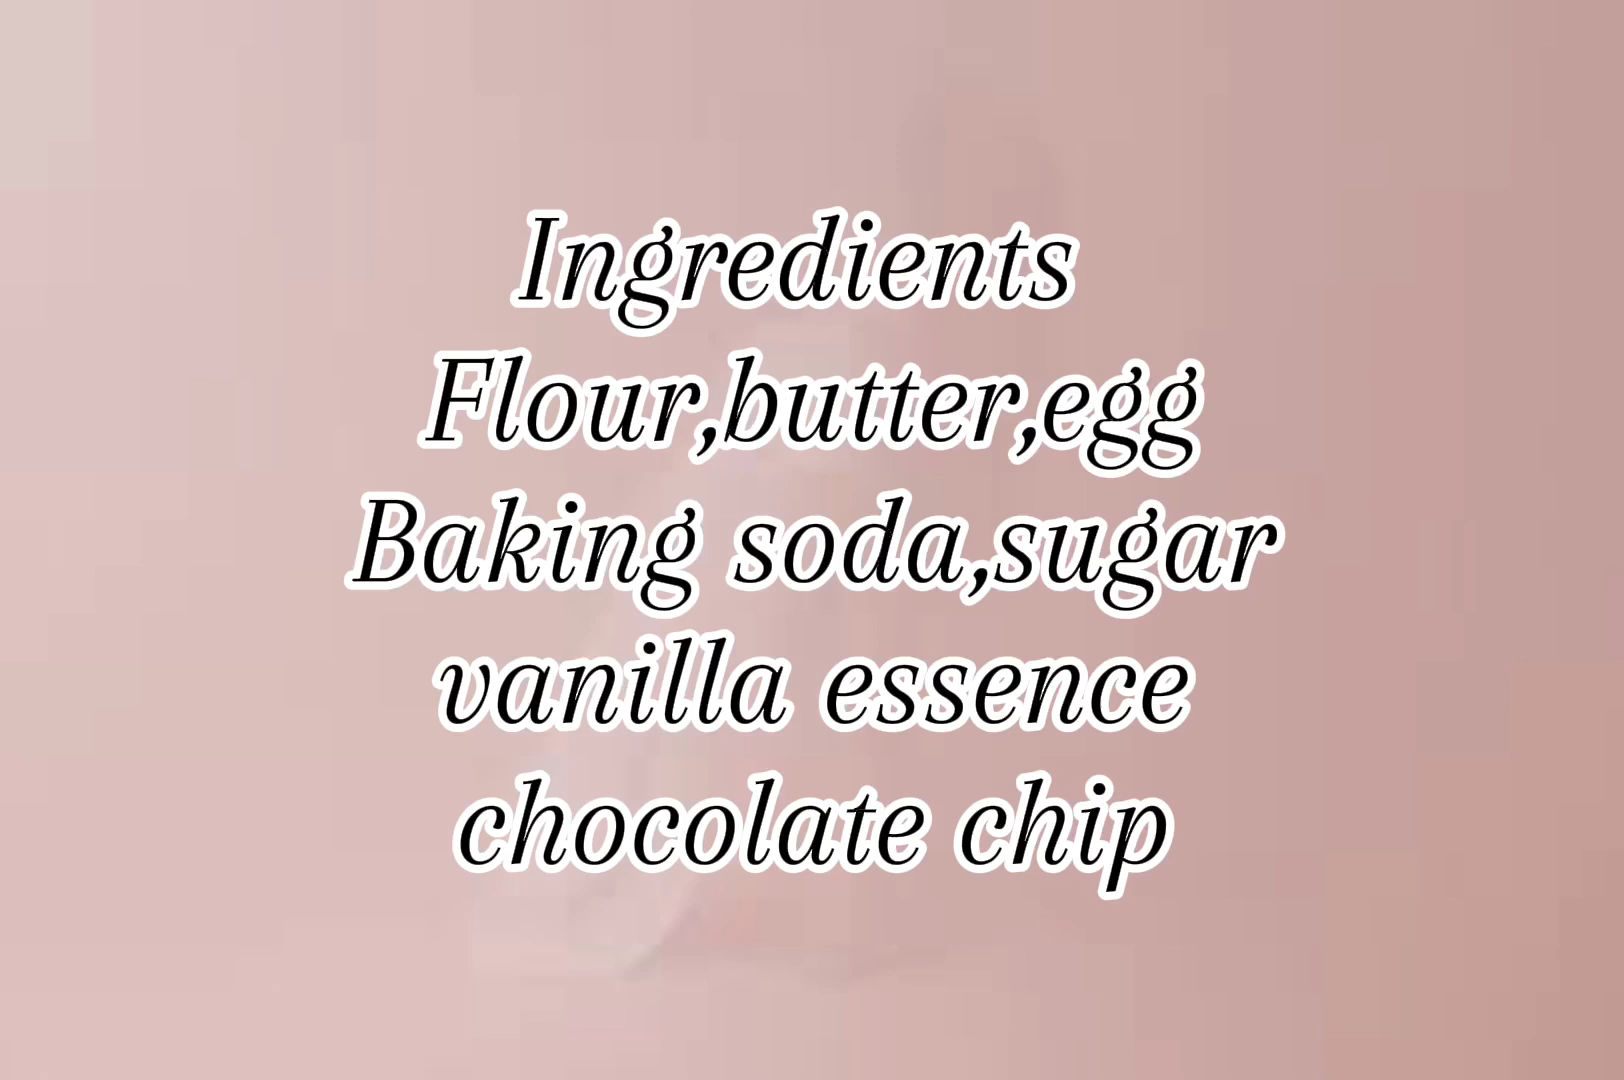 Ingredients
Flour,butter,egg
Baking soda,sugar
vanilla essence
chocolate chip